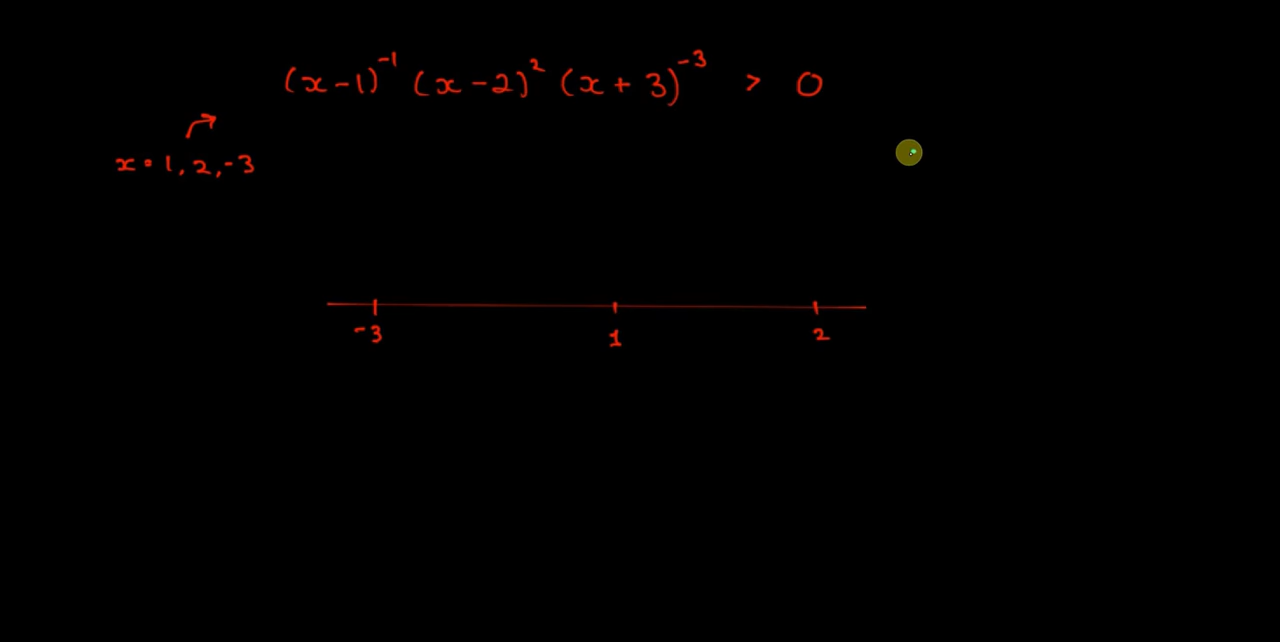 (x-1)⁻¹ (x-2)² (x+3)⁻³ > 0
x = 1, 2, -3
-3 1 2